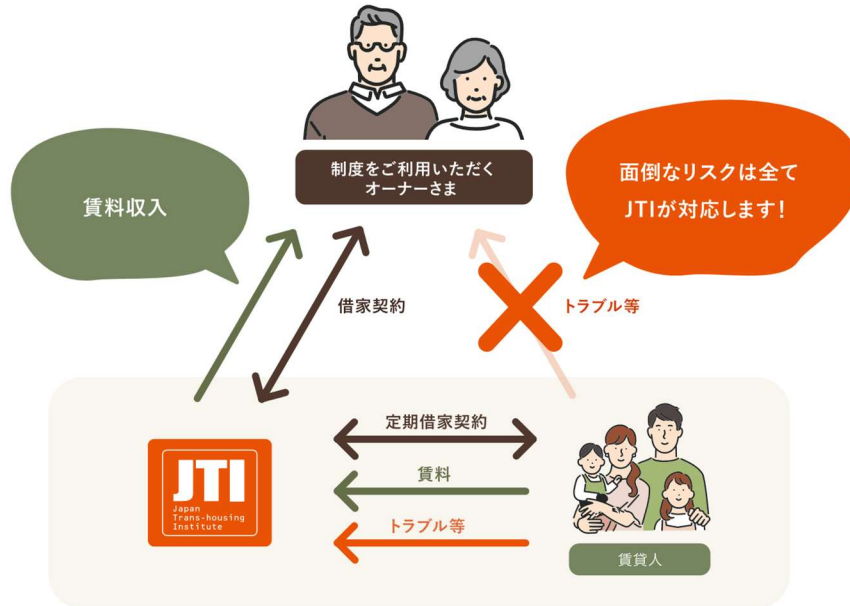 制度をご利用いただく
オーナーさま
賃料収入
面倒なリスクは全て
JTIが対応します！
借家契約
トラブル等
定期借家契約
賃料
トラブル等
JTI
Japan
Trans-housing
Institute
賃貸人